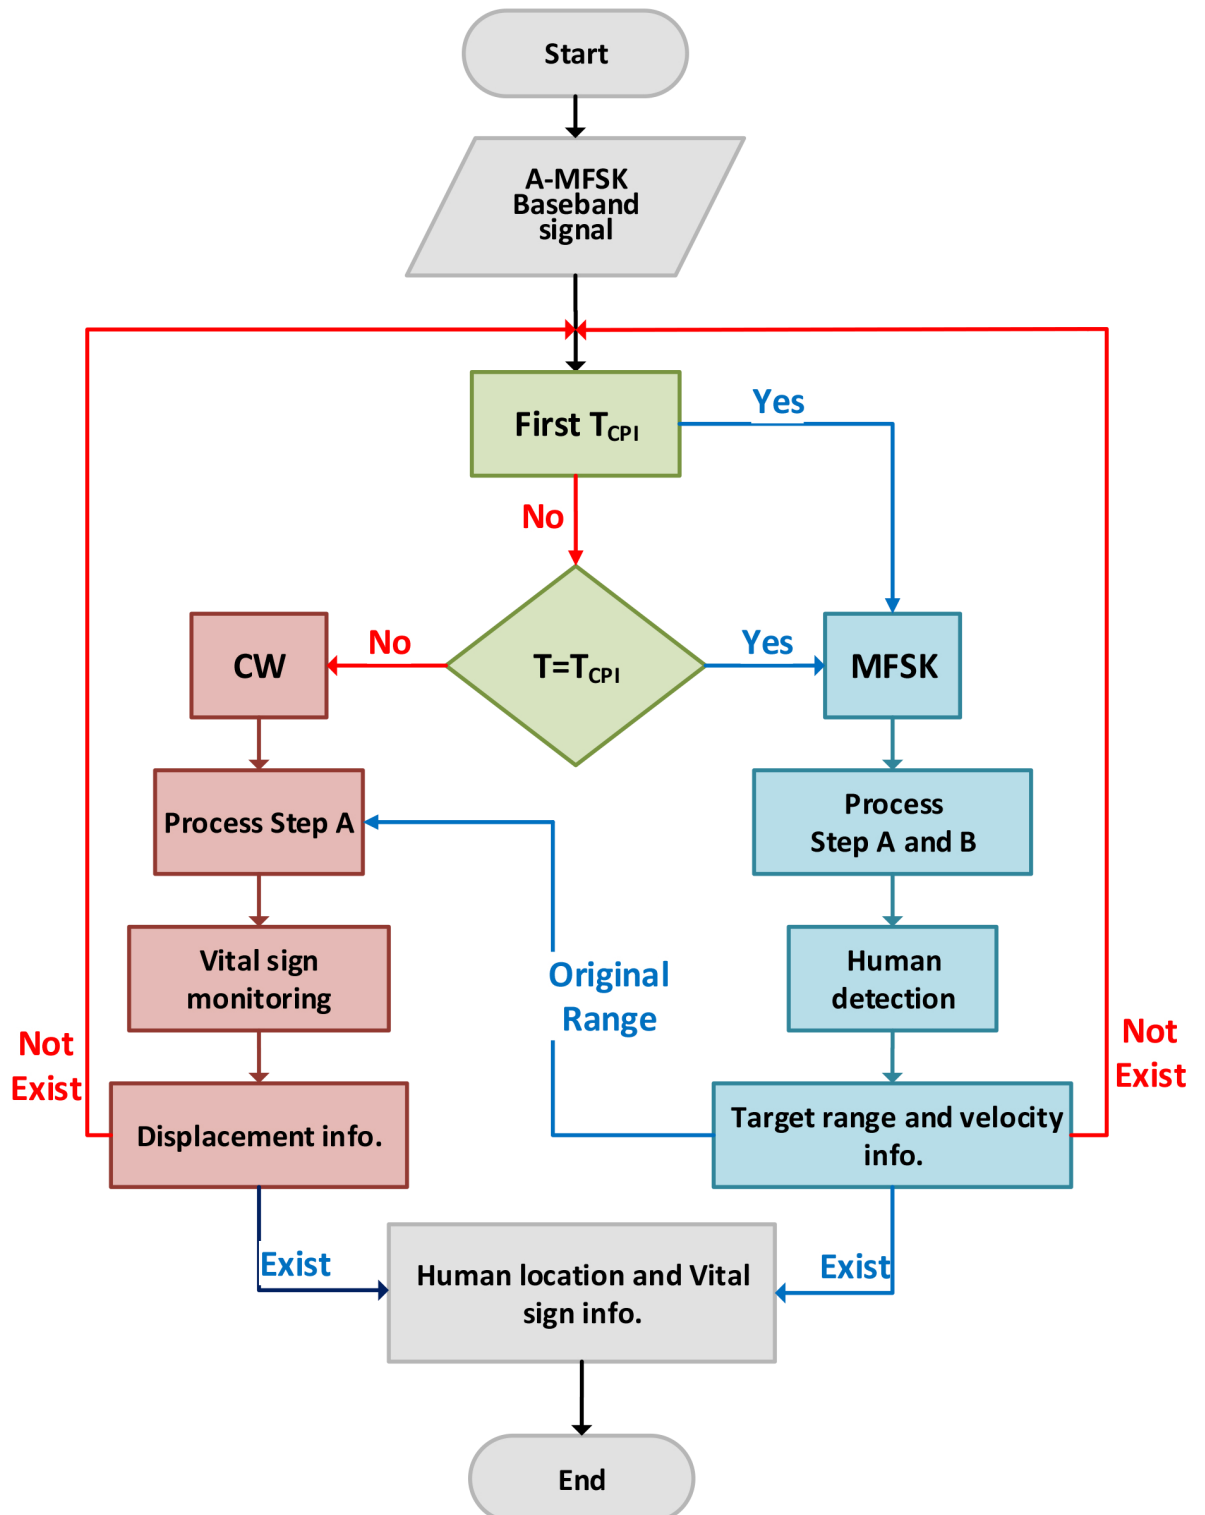 Start
A-MFSK
Baseband
signal
First TCPI
Yes
No
T=TCPI
No
Yes
CW
MFSK
Process Step A
Process
Step A and B
Vital sign
monitoring
Original
Range
Human
detection
Not
Exist
Not
Exist
Displacement info.
Target range and velocity
info.
Exist
Exist
Human location and Vital
sign info.
End